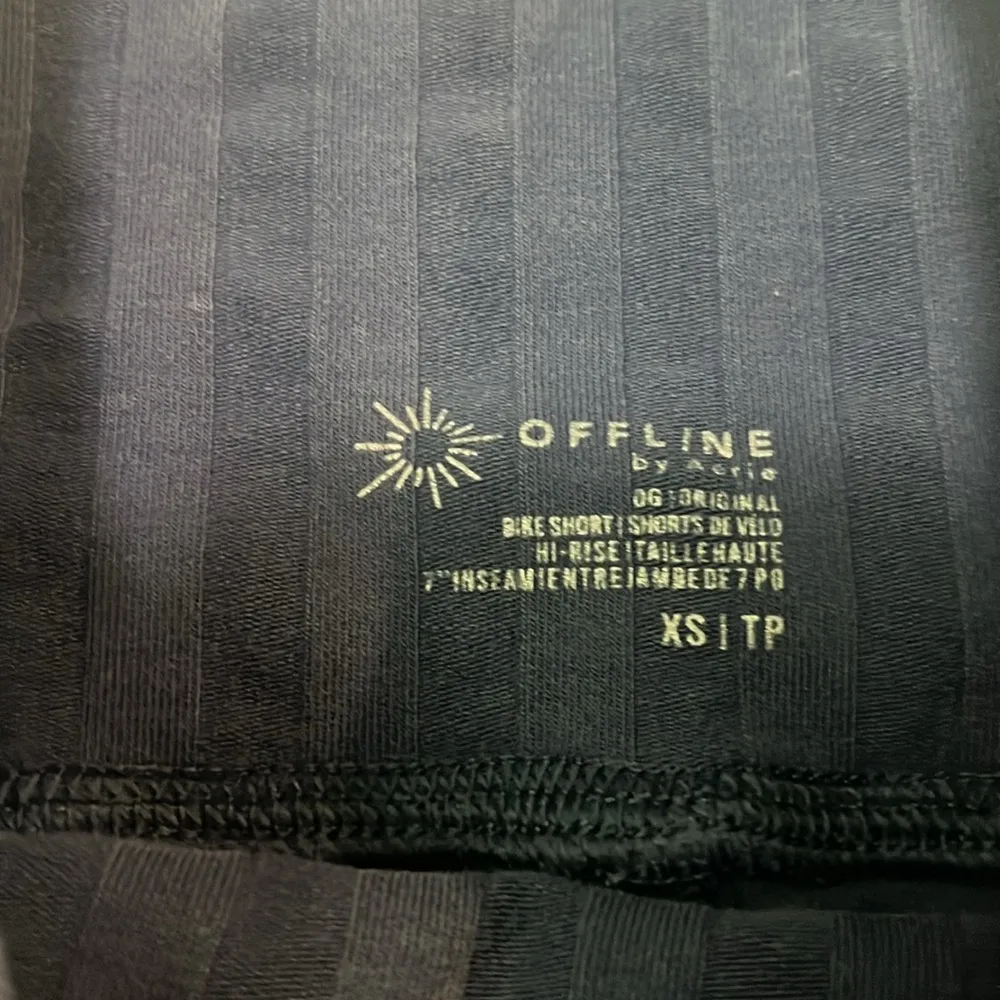 OFFLINE
by Aerie
OG | ORIGINAL
BIKE SHORT | SHORTS DE VÉLO
HI-RISE | TAILLE HAUTE
7" INSEAM | ENTREJAMBE DE 7 PO
XS | TP